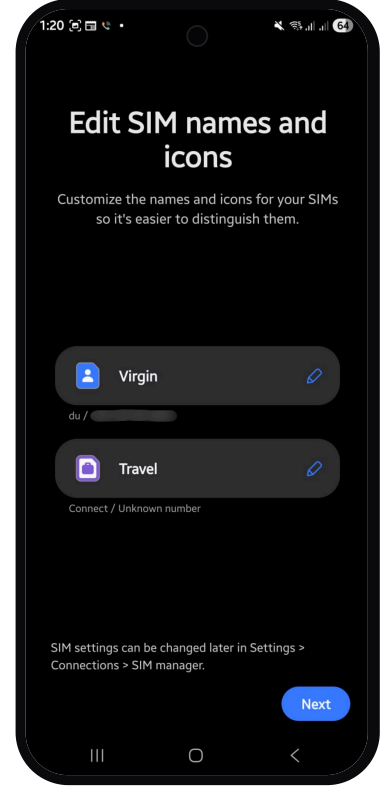 1:20 64
Edit SIM names and
icons
Customize the names and icons for your SIMs
so it's easier to distinguish them.
Virgin
du /
Travel
Connect / Unknown number
SIM settings can be changed later in Settings >
Connections > SIM manager.
Next